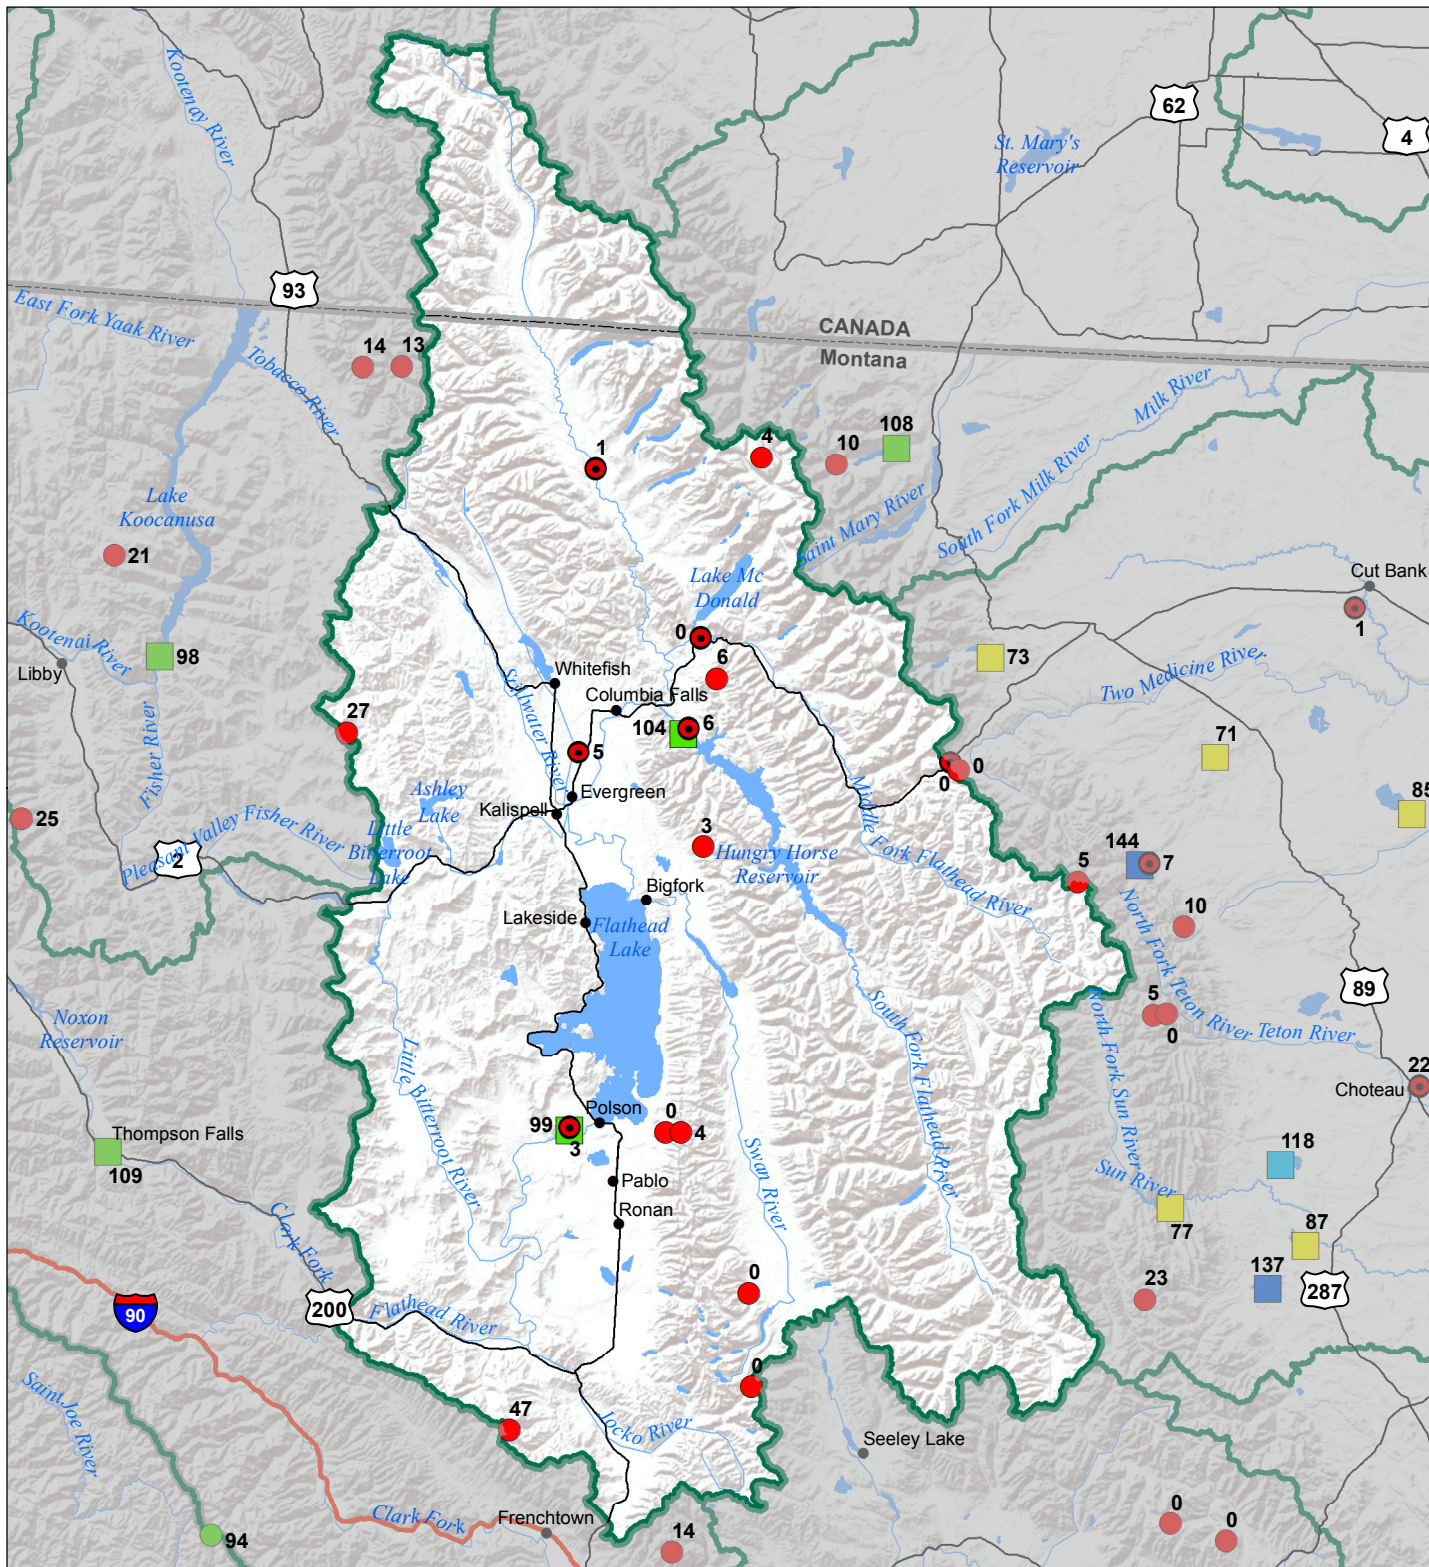 Kootenay River
62
4
St. Mary's
Reservoir
93
East Fork Yaak River
CANADA
Montana
Tobacco River
14
13
Milk River
108
4
10
1
South Fork Milk River
Lake
Koocanusa
Saint Mary River
21
Lake Mc
Donald
Cut Bank
1
Kootenai River
98
0
73
Libby
Whitefish
6
Two Medicine River
Columbia Falls
Stillwater River
27
104
6
71
Fisher River
5
0
0
85
Ashley
Lake
Evergreen
Middle Fork Flathead River
Kalispell
25
Pleasant Valley Fisher River
2
Little
Bitterroot
Lake
3
Hungry Horse
Reservoir
144
7
5
Bigfork
North Fork Teton River
10
Lakeside
Flathead
Lake
89
South Fork Flathead River
North Fork Sun River
5
0
Teton River
Noxon
Reservoir
Little Bitterroot River
22
Choteau
Polson
99
3
0
4
Thompson Falls
109
Swan River
118
Sun River
Pablo
77
Ronan
87
Clark Fork
137
0
23
287
200
90
Flathead River
0
Saint Joe River
47
Jocko River
Seeley Lake
Clark Fork
Frenchtown
94
14
0
0